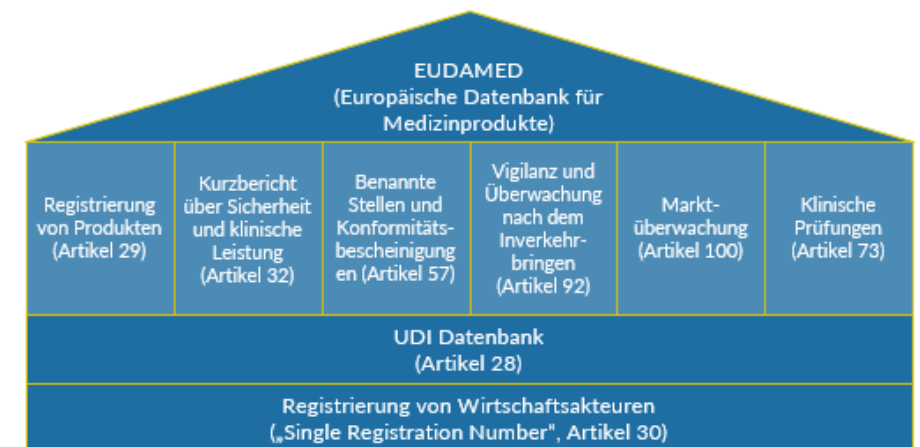 EUDAMED
(Europäische Datenbank für
Medizinprodukte)
Registrierung
von Produkten
(Artikel 29)
Kurzbericht
über Sicherheit
und klinische
Leistung
(Artikel 32)
Benannte
Stellen und
Konformitäts-
bescheinigung
en (Artikel 57)
Vigilanz und
Überwachung
nach dem
Inverkehr-
bringen
(Artikel 92)
Markt-
überwachung
(Artikel 100)
Klinische
Prüfungen
(Artikel 73)
UDI Datenbank
(Artikel 28)
Registrierung von Wirtschaftsakteuren
(„Single Registration Number“, Artikel 30)